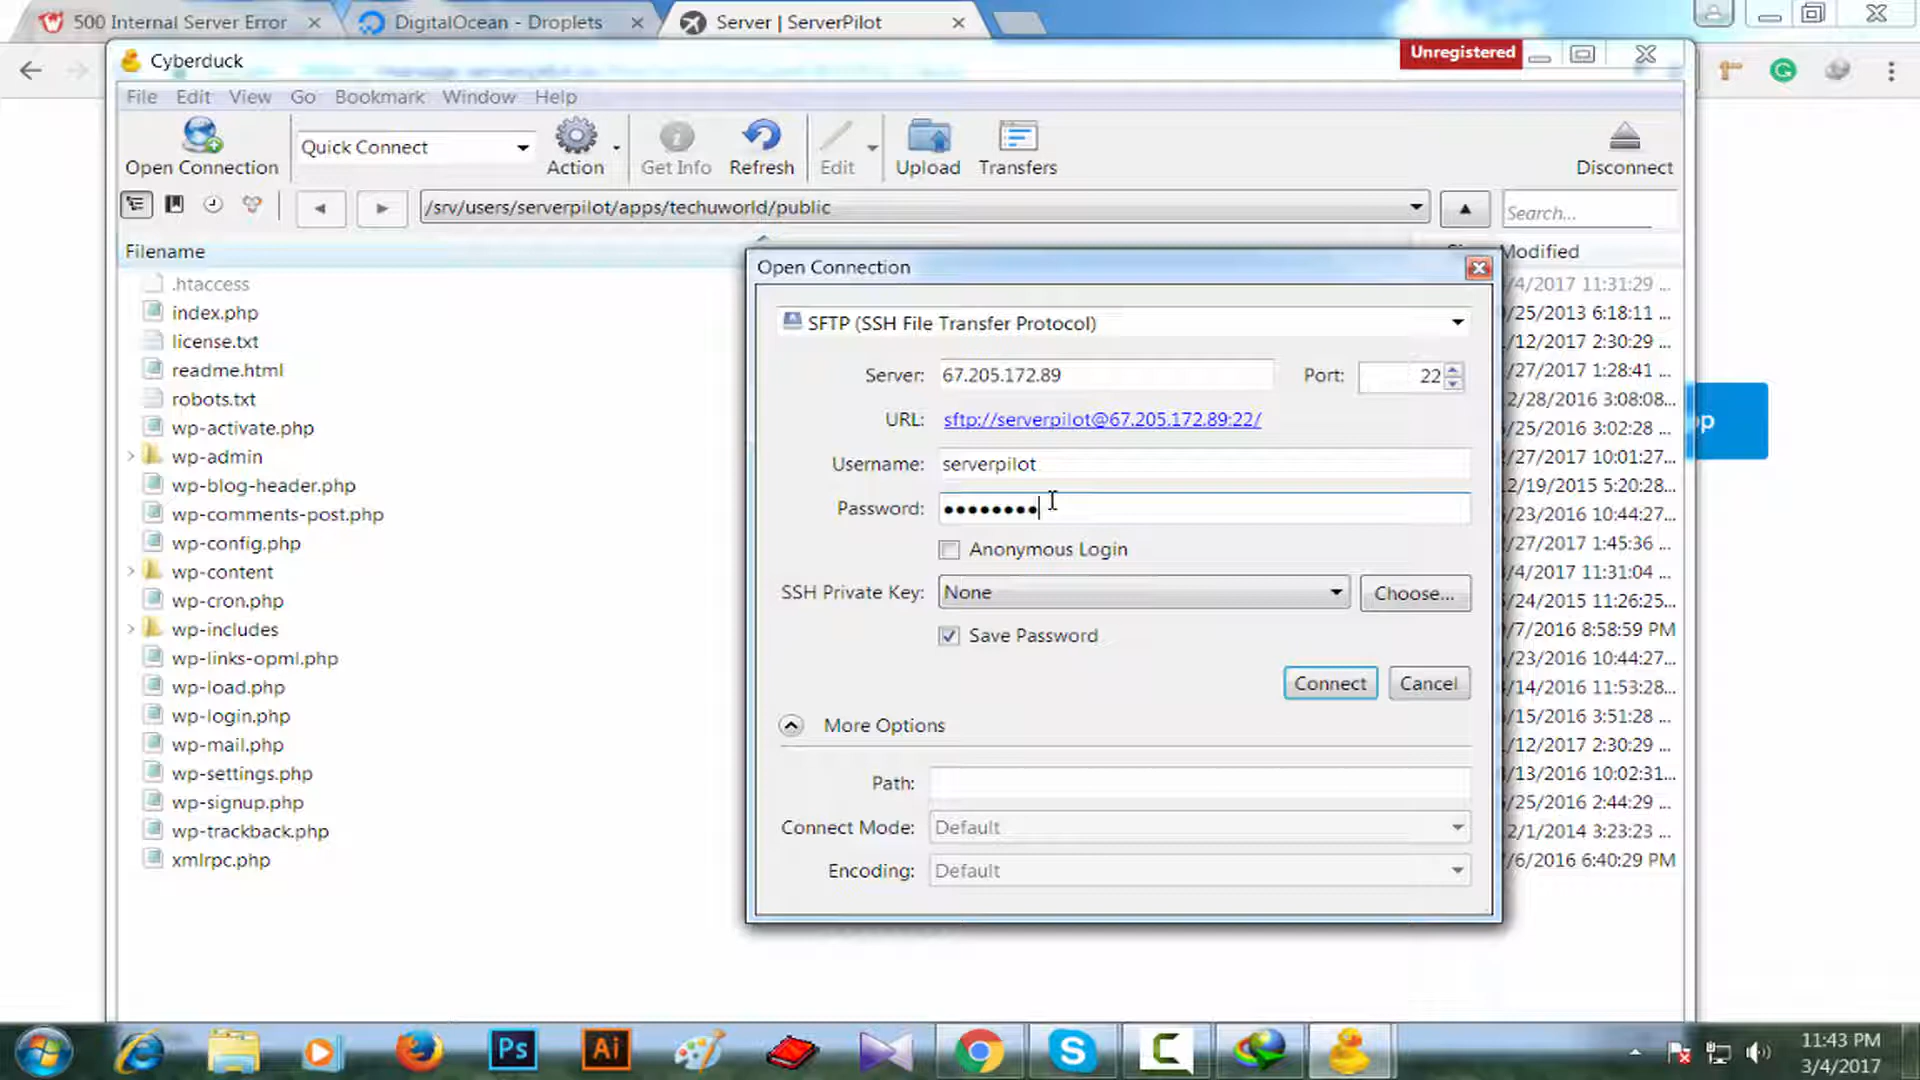 500 Internal Server Error
DigitalOcean - Droplets
Server | ServerPilot
Cyberduck
Unregistered
File Edit View Go Bookmark Window Help
Open Connection
Quick Connect
Action
Get Info
Refresh
Edit
Upload
Transfers
Disconnect
/srv/users/serverpilot/apps/techuworld/public
Search...
Filename
Modified
.htaccess
/4/2017 11:31:29 ...
index.php
/25/2013 6:18:11 ...
license.txt
/12/2017 2:30:29 ...
readme.html
/27/2017 1:28:41 ...
robots.txt
2/28/2016 3:08:08...
wp-activate.php
/25/2016 3:02:28 ...
wp-admin
/27/2017 10:01:27...
wp-blog-header.php
2/19/2015 5:20:28...
wp-comments-post.php
/23/2016 10:44:27...
wp-config.php
/27/2017 1:45:36 ...
wp-content
/4/2017 11:31:04 ...
wp-cron.php
/24/2015 11:26:25...
wp-includes
/7/2016 8:58:59 PM
wp-links-opml.php
/23/2016 10:44:27...
wp-load.php
/14/2016 11:53:28...
wp-login.php
/15/2016 3:51:28 ...
wp-mail.php
/12/2017 2:30:29 ...
wp-settings.php
/13/2016 10:02:31...
wp-signup.php
/25/2016 2:44:29 ...
wp-trackback.php
2/1/2014 3:23:23 ...
xmlrpc.php
/6/2016 6:40:29 PM
Open Connection
SFTP (SSH File Transfer Protocol)
Server: 67.205.172.89 Port: 22
URL: sftp://serverpilot@67.205.172.89:22/
Username: serverpilot
Password: ●●●●●●●●
Anonymous Login
SSH Private Key: None Choose...
Save Password
Connect Cancel
More Options
Path:
Connect Mode: Default
Encoding: Default
Ps
Ai
11:43 PM
3/4/2017